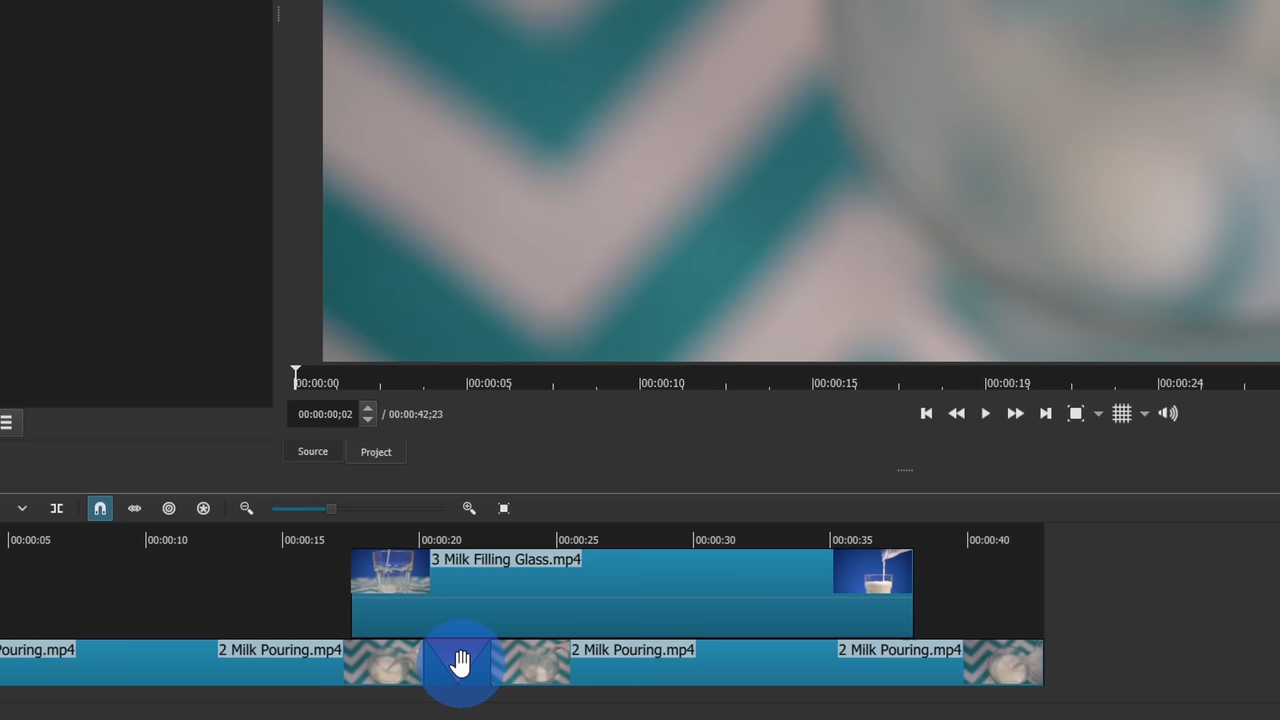 00:00:00 00:00:05 00:00:10 00:00:15 00:00:19 00:00:24
00:00:00;02 / 00:00:42;23
Source Project
00:00:05 00:00:10 00:00:15 00:00:20 00:00:25 00:00:30 00:00:35 00:00:40
3 Milk Filling Glass.mp4
Pouring.mp4 2 Milk Pouring.mp4 2 Milk Pouring.mp4 2 Milk Pouring.mp4